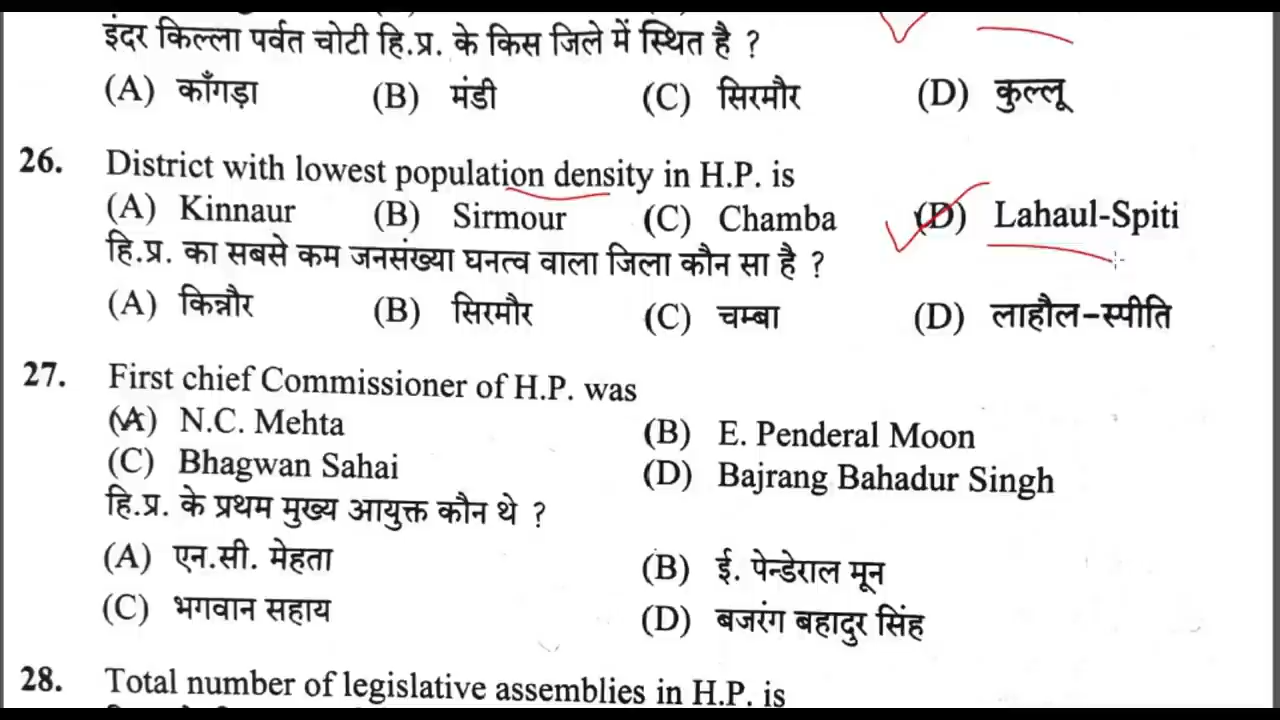 इंदर किल्ला पर्वत चोटी हि.प्र. के किस जिले में स्थित है ?
(A) काँगड़ा (B) मंडी (C) सिरमौर (D) कुल्लू
26. District with lowest population density in H.P. is
(A) Kinnaur (B) Sirmour (C) Chamba (D) Lahaul-Spiti
हि.प्र. का सबसे कम जनसंख्या घनत्व वाला जिला कौन सा है ?
(A) किन्नौर (B) सिरमौर (C) चम्बा (D) लाहौल-स्पीति
27. First chief Commissioner of H.P. was
(A) N.C. Mehta (B) E. Penderal Moon
(C) Bhagwan Sahai (D) Bajrang Bahadur Singh
हि.प्र. के प्रथम मुख्य आयुक्त कौन थे ?
(A) एन.सी. मेहता (B) ई. पेन्डेराल मून
(C) भगवान सहाय (D) बजरंग बहादुर सिंह
28. Total number of legislative assemblies in H.P. is